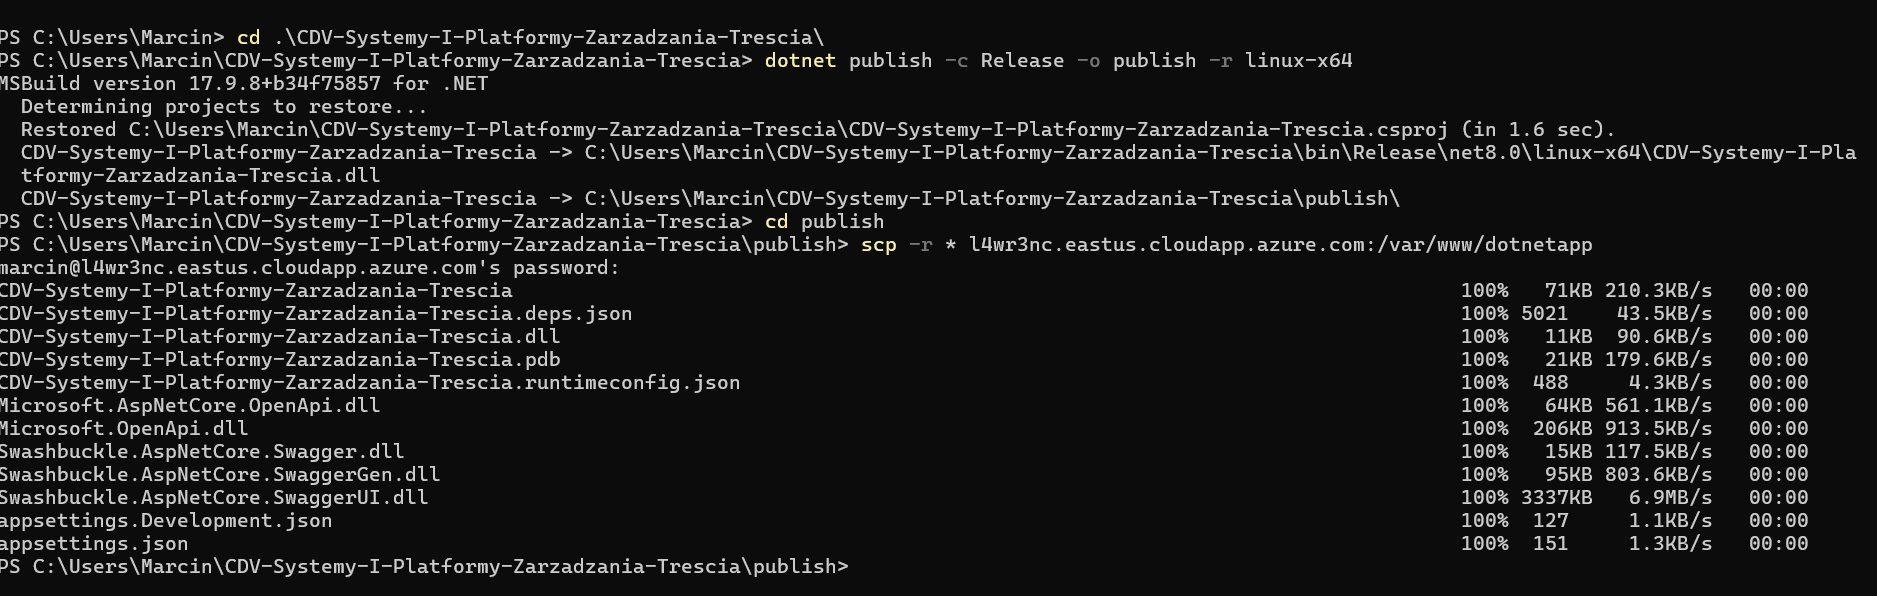 PS C:\Users\Marcin> cd .\CDV-Systemy-I-Platformy-Zarzadzania-Trescia\
PS C:\Users\Marcin\CDV-Systemy-I-Platformy-Zarzadzania-Trescia> dotnet publish -c Release -o publish -r linux-x64
MSBuild version 17.9.8+b34f75857 for .NET
  Determining projects to restore...
  Restored C:\Users\Marcin\CDV-Systemy-I-Platformy-Zarzadzania-Trescia\CDV-Systemy-I-Platformy-Zarzadzania-Trescia.csproj (in 1.6 sec).
  CDV-Systemy-I-Platformy-Zarzadzania-Trescia -> C:\Users\Marcin\CDV-Systemy-I-Platformy-Zarzadzania-Trescia\bin\Release\net8.0\linux-x64\CDV-Systemy-I-Pla
  tformy-Zarzadzania-Trescia.dll
  CDV-Systemy-I-Platformy-Zarzadzania-Trescia -> C:\Users\Marcin\CDV-Systemy-I-Platformy-Zarzadzania-Trescia\publish\
PS C:\Users\Marcin\CDV-Systemy-I-Platformy-Zarzadzania-Trescia> cd publish
PS C:\Users\Marcin\CDV-Systemy-I-Platformy-Zarzadzania-Trescia\publish> scp -r * l4wr3nc.eastus.cloudapp.azure.com:/var/www/dotnetapp
marcin@l4wr3nc.eastus.cloudapp.azure.com's password:
CDV-Systemy-I-Platformy-Zarzadzania-Trescia 100% 71KB 210.3KB/s 00:00
CDV-Systemy-I-Platformy-Zarzadzania-Trescia.deps.json 100% 5021 43.5KB/s 00:00
CDV-Systemy-I-Platformy-Zarzadzania-Trescia.dll 100% 11KB 90.6KB/s 00:00
CDV-Systemy-I-Platformy-Zarzadzania-Trescia.pdb 100% 21KB 179.6KB/s 00:00
CDV-Systemy-I-Platformy-Zarzadzania-Trescia.runtimeconfig.json 100% 488 4.3KB/s 00:00
Microsoft.AspNetCore.OpenApi.dll 100% 64KB 561.1KB/s 00:00
Microsoft.OpenApi.dll 100% 206KB 913.5KB/s 00:00
Swashbuckle.AspNetCore.Swagger.dll 100% 15KB 117.5KB/s 00:00
Swashbuckle.AspNetCore.SwaggerGen.dll 100% 95KB 803.6KB/s 00:00
Swashbuckle.AspNetCore.SwaggerUI.dll 100% 3337KB 6.9MB/s 00:00
appsettings.Development.json 100% 127 1.1KB/s 00:00
appsettings.json 100% 151 1.3KB/s 00:00
PS C:\Users\Marcin\CDV-Systemy-I-Platformy-Zarzadzania-Trescia\publish>